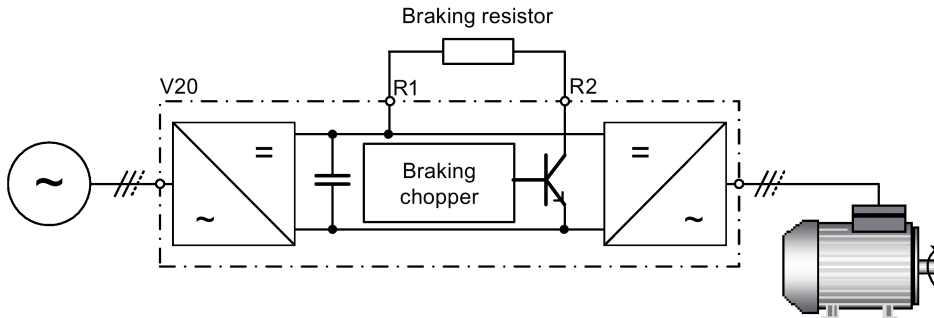 Braking resistor
V20
R1
R2
=
~
Braking
chopper
=
~
~